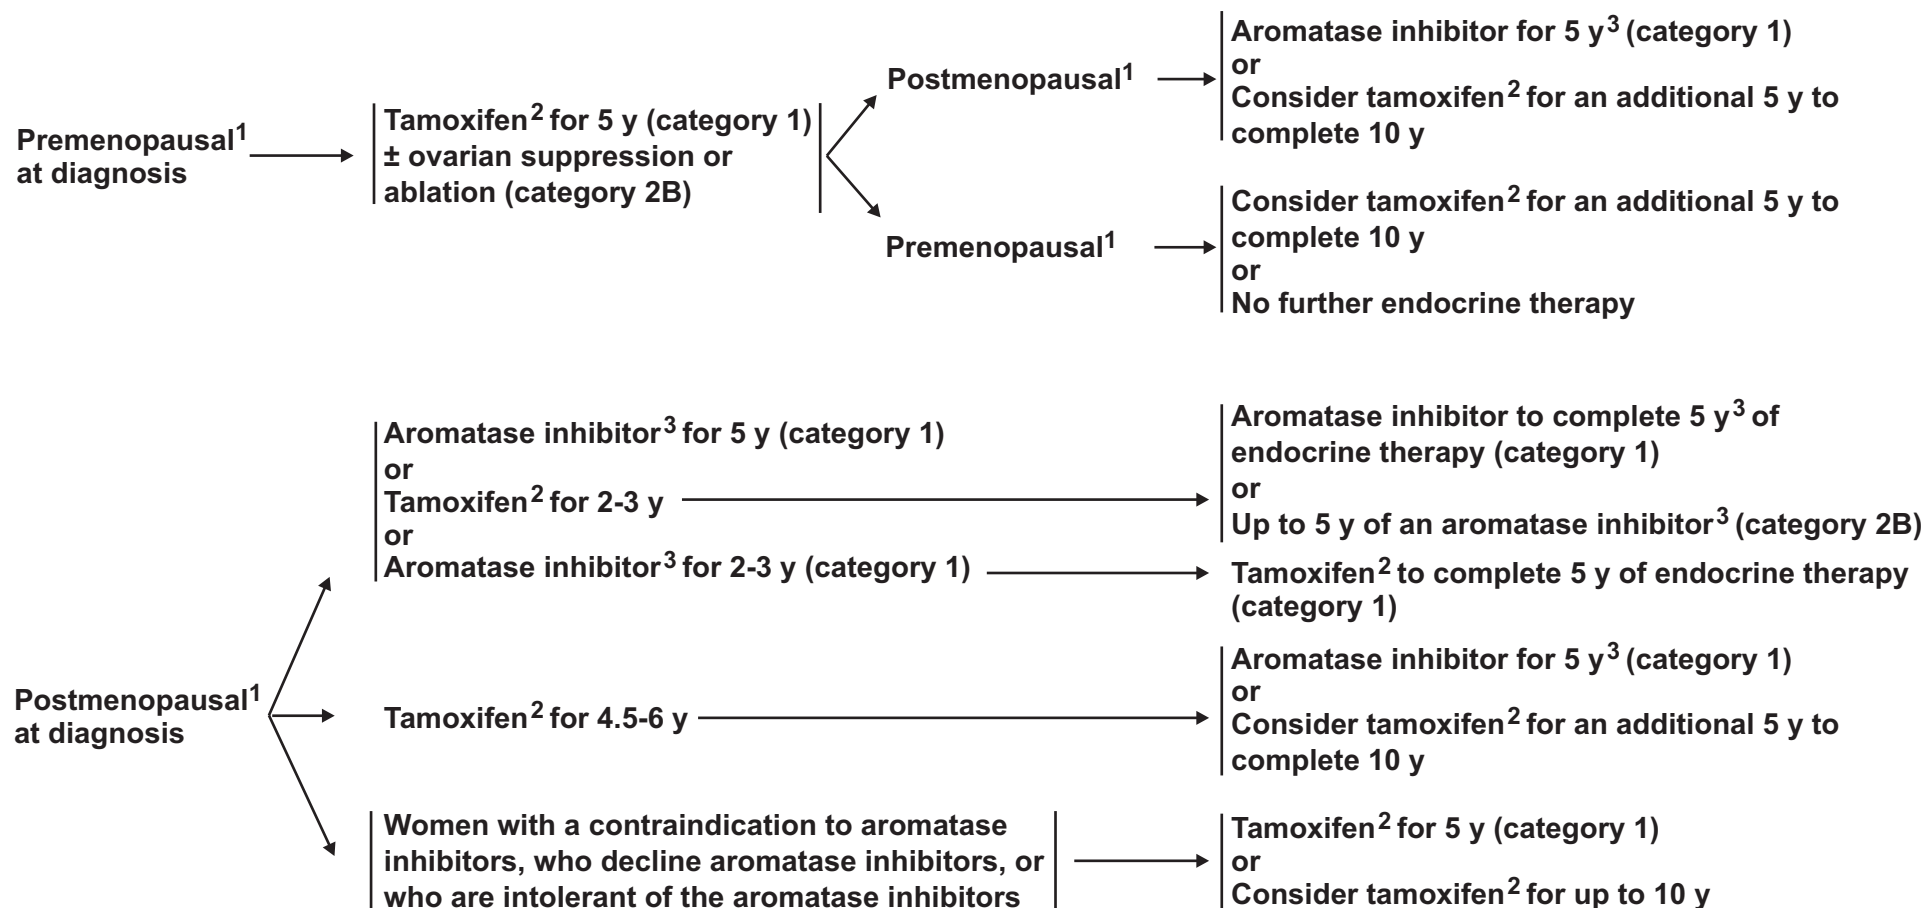 Premenopausal1
at diagnosis
Tamoxifen2 for 5 y (category 1)
± ovarian suppression or
ablation (category 2B)
Postmenopausal1
Aromatase inhibitor for 5 y3 (category 1)
or
Consider tamoxifen2 for an additional 5 y to
complete 10 y
Premenopausal1
Consider tamoxifen2 for an additional 5 y to
complete 10 y
or
No further endocrine therapy
Postmenopausal1
at diagnosis
Aromatase inhibitor3 for 5 y (category 1)
or
Tamoxifen2 for 2-3 y
or
Aromatase inhibitor3 for 2-3 y (category 1)
Aromatase inhibitor to complete 5 y3 of
endocrine therapy (category 1)
or
Up to 5 y of an aromatase inhibitor3 (category 2B)
Tamoxifen2 to complete 5 y of endocrine therapy
(category 1)
Tamoxifen2 for 4.5-6 y
Aromatase inhibitor for 5 y3 (category 1)
or
Consider tamoxifen2 for an additional 5 y to
complete 10 y
Women with a contraindication to aromatase
inhibitors, who decline aromatase inhibitors, or
who are intolerant of the aromatase inhibitors
Tamoxifen2 for 5 y (category 1)
or
Consider tamoxifen2 for up to 10 y